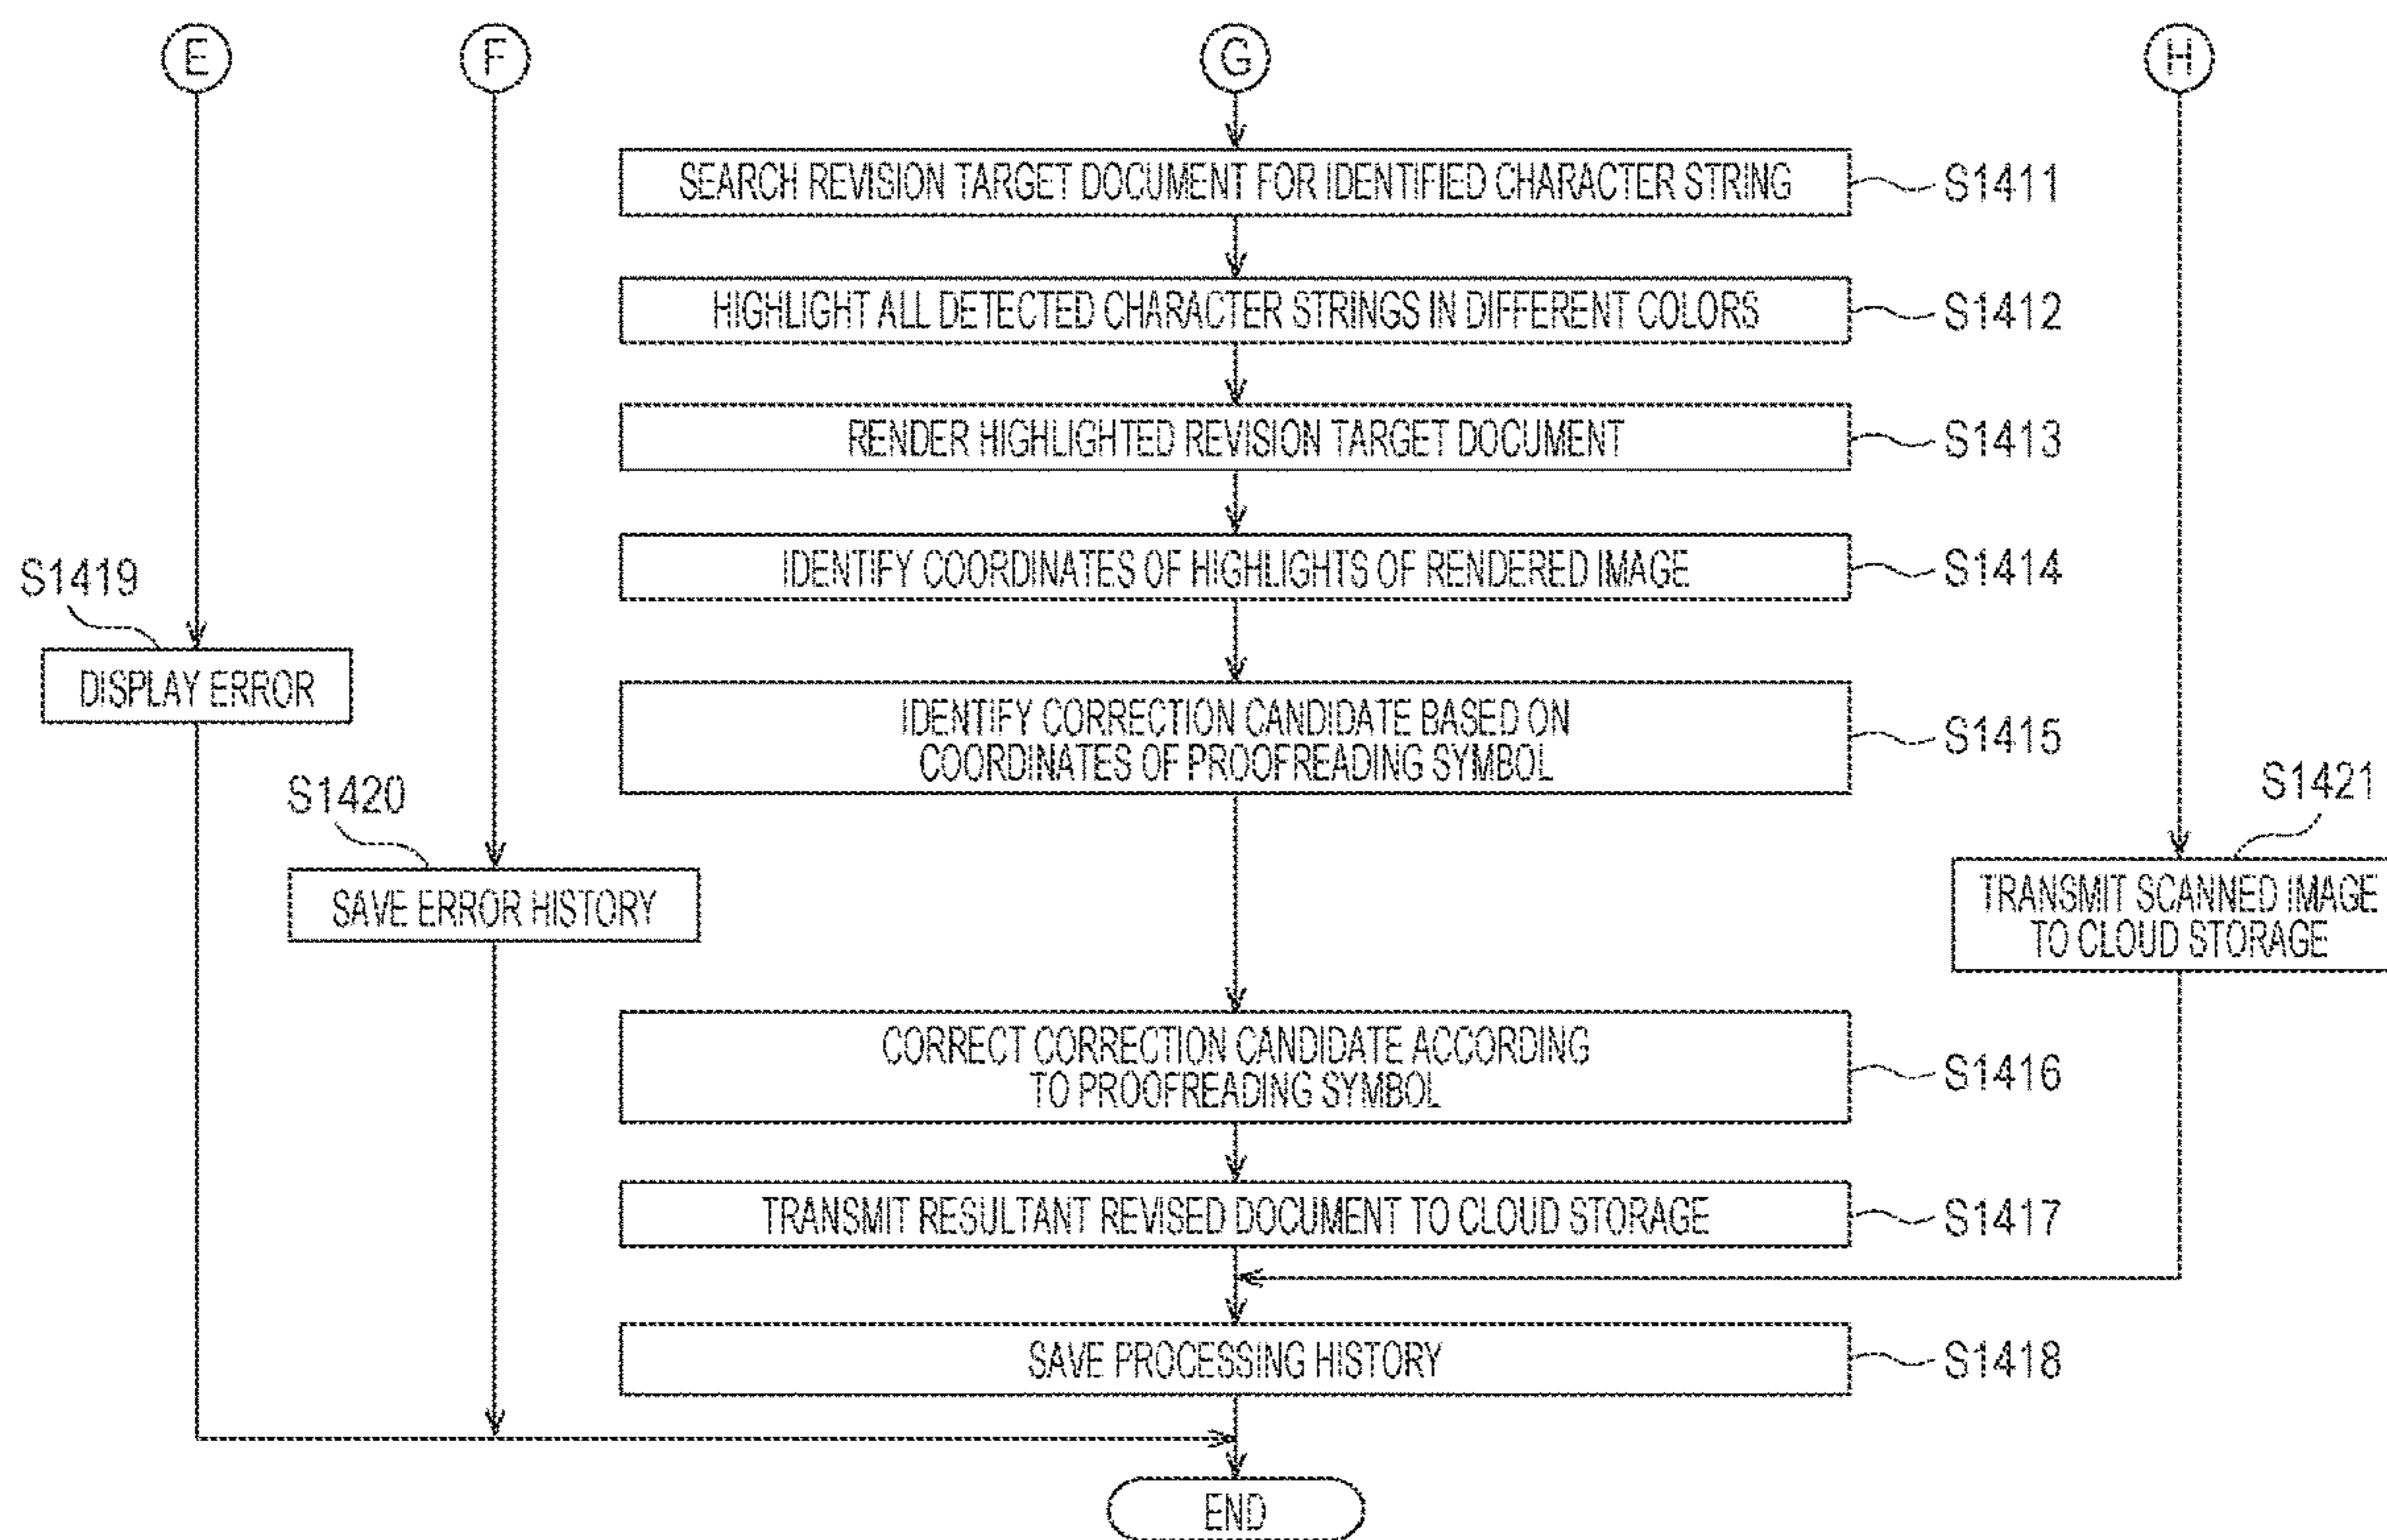 E
F
G
H
SEARCH REVISION TARGET DOCUMENT FOR IDENTIFIED CHARACTER STRING
S1411
HIGHLIGHT ALL DETECTED CHARACTER STRINGS IN DIFFERENT COLORS
S1412
RENDER HIGHLIGHTED REVISION TARGET DOCUMENT
S1413
IDENTIFY COORDINATES OF HIGHLIGHTS OF RENDERED IMAGE
S1414
S1419
DISPLAY ERROR
IDENTIFY CORRECTION CANDIDATE BASED ON
COORDINATES OF PROOFREADING SYMBOL
S1415
S1420
SAVE ERROR HISTORY
S1421
TRANSMIT SCANNED IMAGE
TO CLOUD STORAGE
CORRECT CORRECTION CANDIDATE ACCORDING
TO PROOFREADING SYMBOL
S1416
TRANSMIT RESULTANT REVISED DOCUMENT TO CLOUD STORAGE
S1417
SAVE PROCESSING HISTORY
S1418
END